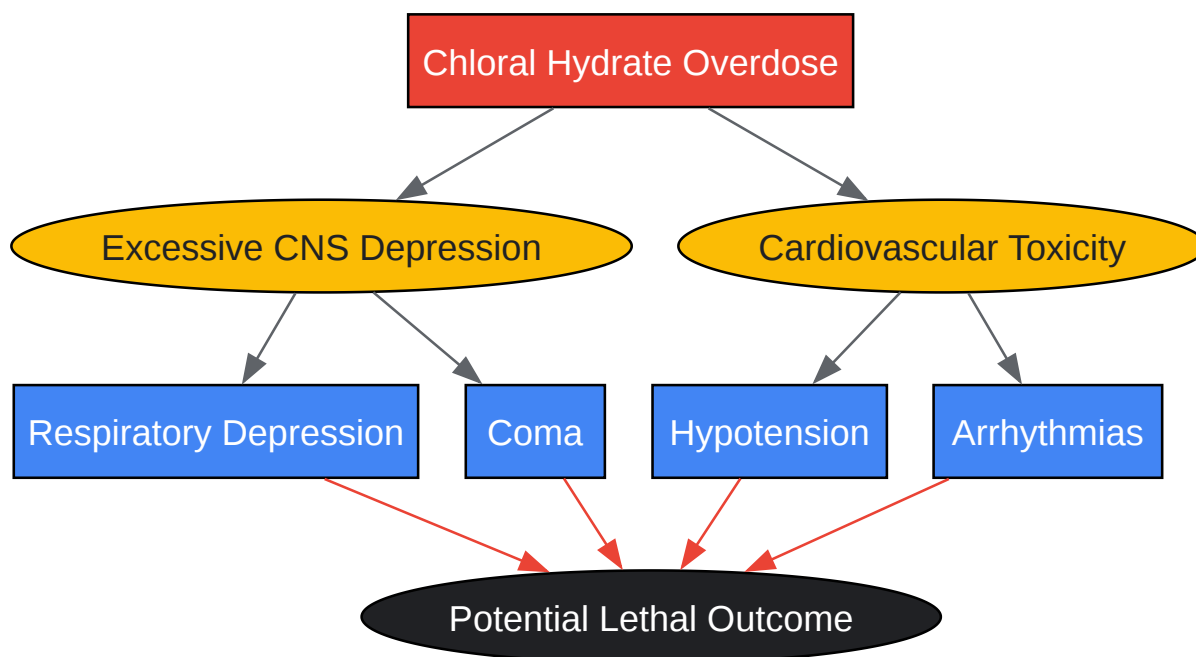 Chloral Hydrate Overdose
Excessive CNS Depression
Cardiovascular Toxicity
Respiratory Depression
Coma
Hypotension
Arrhythmias
Potential Lethal Outcome